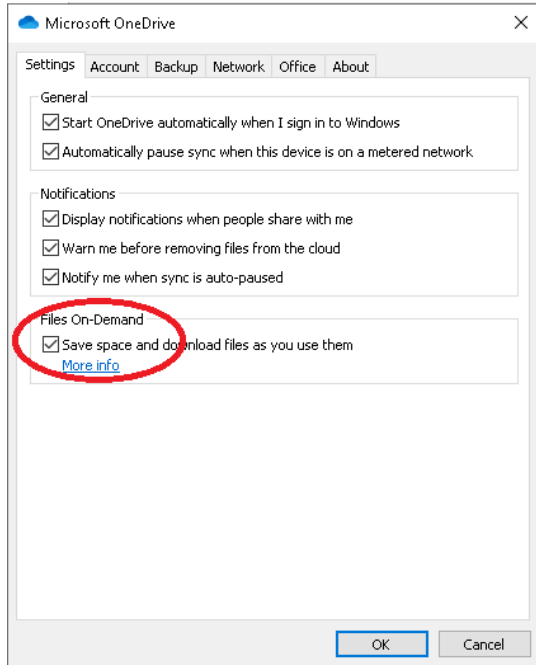 Microsoft OneDrive
Settings Account Backup Network Office About
General
Start OneDrive automatically when I sign in to Windows
Automatically pause sync when this device is on a metered network
Notifications
Display notifications when people share with me
Warn me before removing files from the cloud
Notify me when sync is auto-paused
Files On-Demand
Save space and download files as you use them
More info
OK Cancel